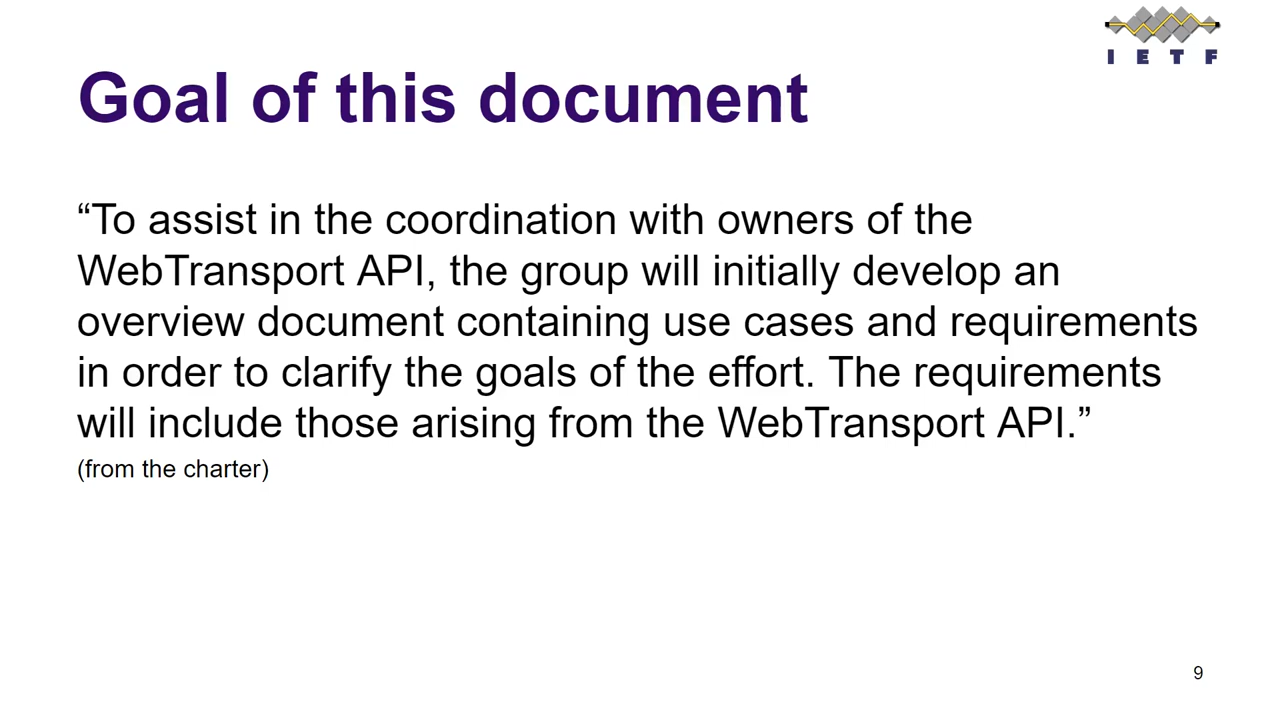 I E T F
Goal of this document
“To assist in the coordination with owners of the
WebTransport API, the group will initially develop an
overview document containing use cases and requirements
in order to clarify the goals of the effort. The requirements
will include those arising from the WebTransport API.”
(from the charter)
9